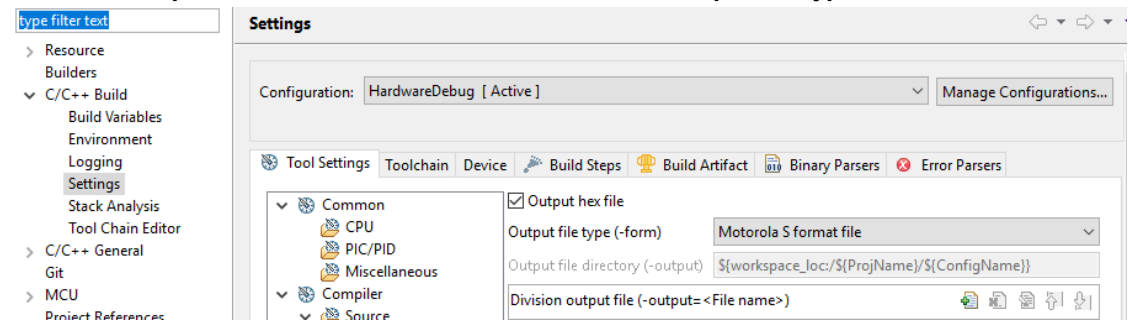 type filter text
Resource
Builders
C/C++ Build
Build Variables
Environment
Logging
Settings
Stack Analysis
Tool Chain Editor
C/C++ General
Git
MCU
Project References
Settings
Configuration: HardwareDebug [ Active ] Manage Configurations...
Tool Settings Toolchain Device Build Steps Build Artifact Binary Parsers Error Parsers
Common
CPU
PIC/PID
Miscellaneous
Compiler
Source
Output hex file
Output file type (-form) Motorola S format file
Output file directory (-output) ${workspace_loc:/${ProjName}/${ConfigName}}
Division output file (-output=<File name>)